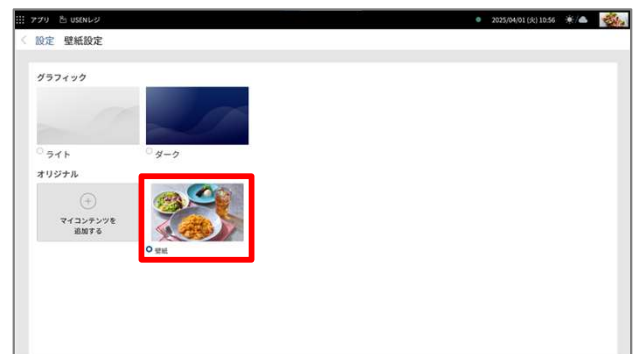 アプリ USENレジ 2025/04/01 (火) 10:56
設定 壁紙設定
グラフィック
ライト ダーク
オリジナル
マイコンテンツを
追加する
壁紙